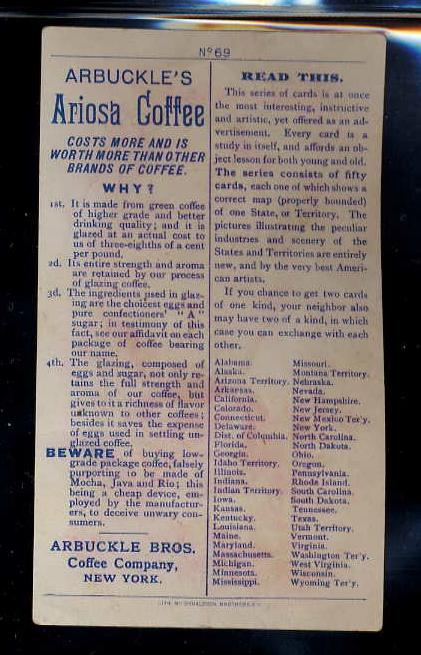 No 69
ARBUCKLE'S
Ariosa Coffee
COSTS MORE AND IS
WORTH MORE THAN OTHER
BRANDS OF COFFEE.
WHY?
1st. It is made from green coffee
of higher grade and better
drinking quality; and it is
glazed at an actual cost to
us of three-eighths of a cent
per pound.
2d. Its entire strength and aroma
are retained by our process
of glazing coffee.
3d. The ingredients used in glaz-
ing are the choicest eggs and
pure confectioners' "A"
sugar; in testimony of this
fact, see our affidavit on each
package of coffee bearing
our name.
4th. The glazing, composed of
eggs and sugar, not only re-
tains the full strength and
aroma of our coffee, but
gives to it a richness of flavor
unknown to other coffees;
besides it saves the expense
of eggs used in settling un-
glazed coffee.
BEWARE of buying low-
grade package coffee, falsely
purporting to be made of
Mocha, Java and Rio; this
being a cheap device, em-
ployed by the manufactur-
ers, to deceive unwary con-
sumers.
ARBUCKLE BROS.
Coffee Company,
NEW YORK.
READ THIS.
This series of cards is at once
the most interesting, instructive
and artistic, yet offered as an ad-
vertisement. Every card is a
study in itself, and affords an ob-
ject lesson for both young and old.
The series consists of fifty
cards, each one of which shows a
correct map (properly bounded)
of one State, or Territory. The
pictures illustrating the peculiar
industries and scenery of the
States and Territories are entirely
new, and by the very best Ameri-
can artists.
If you chance to get two cards
of one kind, your neighbor also
may have two of a kind, in which
case you can exchange with each
other.
Alabama.
Alaska.
Arizona Territory.
Arkansas.
California.
Colorado.
Connecticut.
Delaware.
Dist. of Columbia.
Florida.
Georgia.
Idaho Territory.
Illinois.
Indiana.
Indian Territory.
Iowa.
Kansas.
Kentucky.
Louisiana.
Maine.
Maryland.
Massachusetts.
Michigan.
Minnesota.
Mississippi.
Missouri.
Montana Territory.
Nebraska.
Nevada.
New Hampshire.
New Jersey.
New Mexico Ter'y.
New York.
North Carolina.
North Dakota.
Ohio.
Oregon.
Pennsylvania.
Rhode Island.
South Carolina.
South Dakota.
Tennessee.
Texas.
Utah Territory.
Vermont.
Virginia.
Washington Ter'y.
West Virginia.
Wisconsin.
Wyoming Ter'y.
DONALDSON BROTHERS